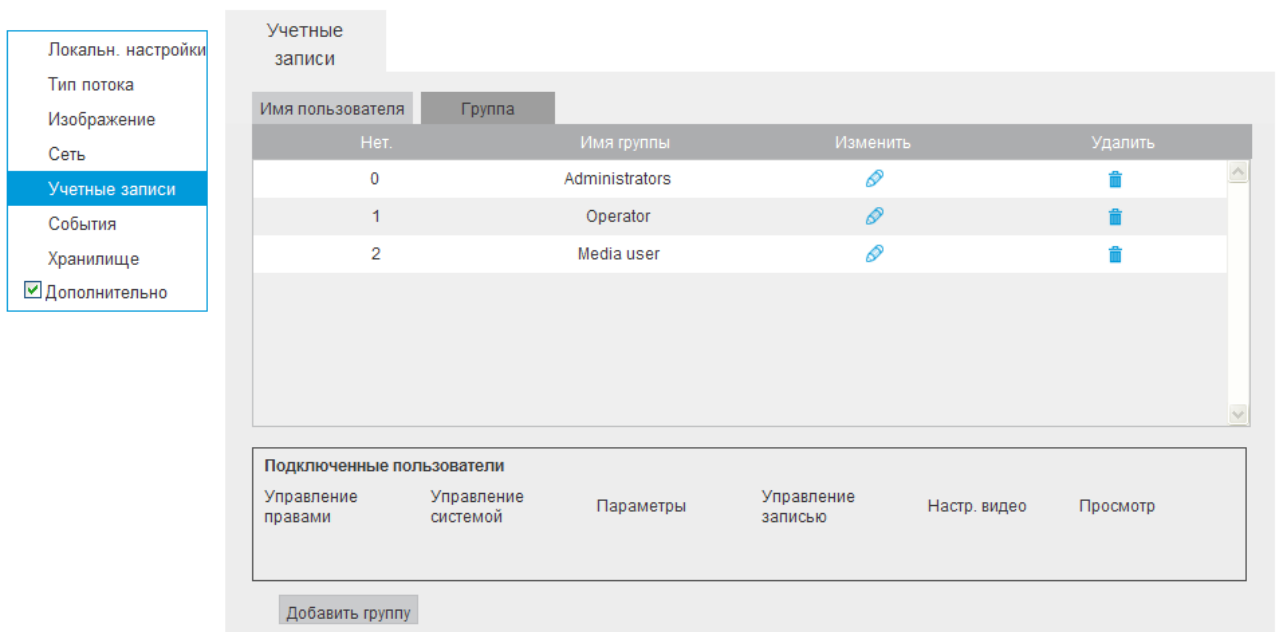 Локальн. настройки
Тип потока
Изображение
Сеть
Учетные записи
События
Хранилище
Дополнительно
Учетные
записи
Имя пользователя Группа
Нет. Имя группы Изменить Удалить
0 Administrators
1 Operator
2 Media user
Подключенные пользователи
Управление правами Управление системой Параметры Управление записью Настр. видео Просмотр
Добавить группу